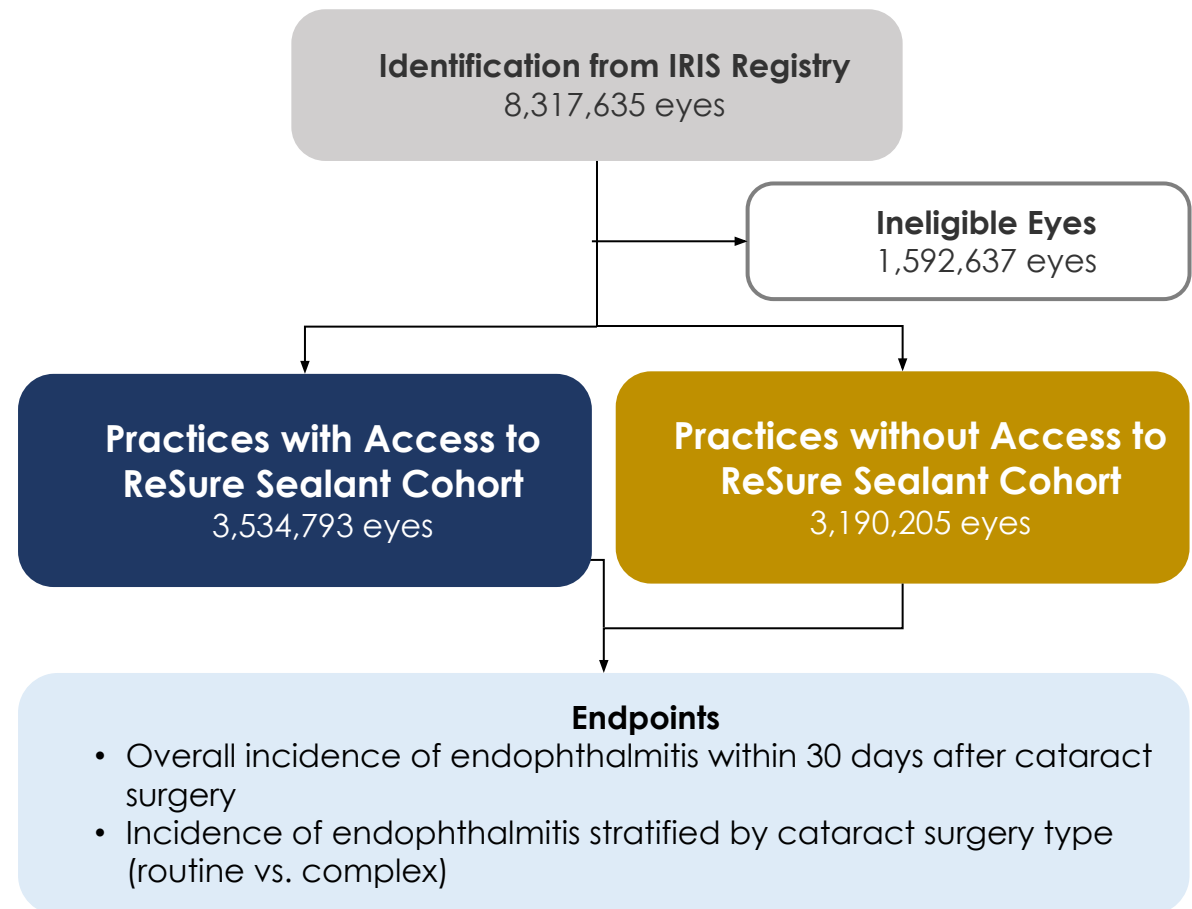 Identification from IRIS Registry
8,317,635 eyes
Ineligible Eyes
1,592,637 eyes
Practices with Access to
ReSure Sealant Cohort
3,534,793 eyes
Practices without Access to
ReSure Sealant Cohort
3,190,205 eyes
Endpoints
• Overall incidence of endophthalmitis within 30 days after cataract
surgery
• Incidence of endophthalmitis stratified by cataract surgery type
(routine vs. complex)